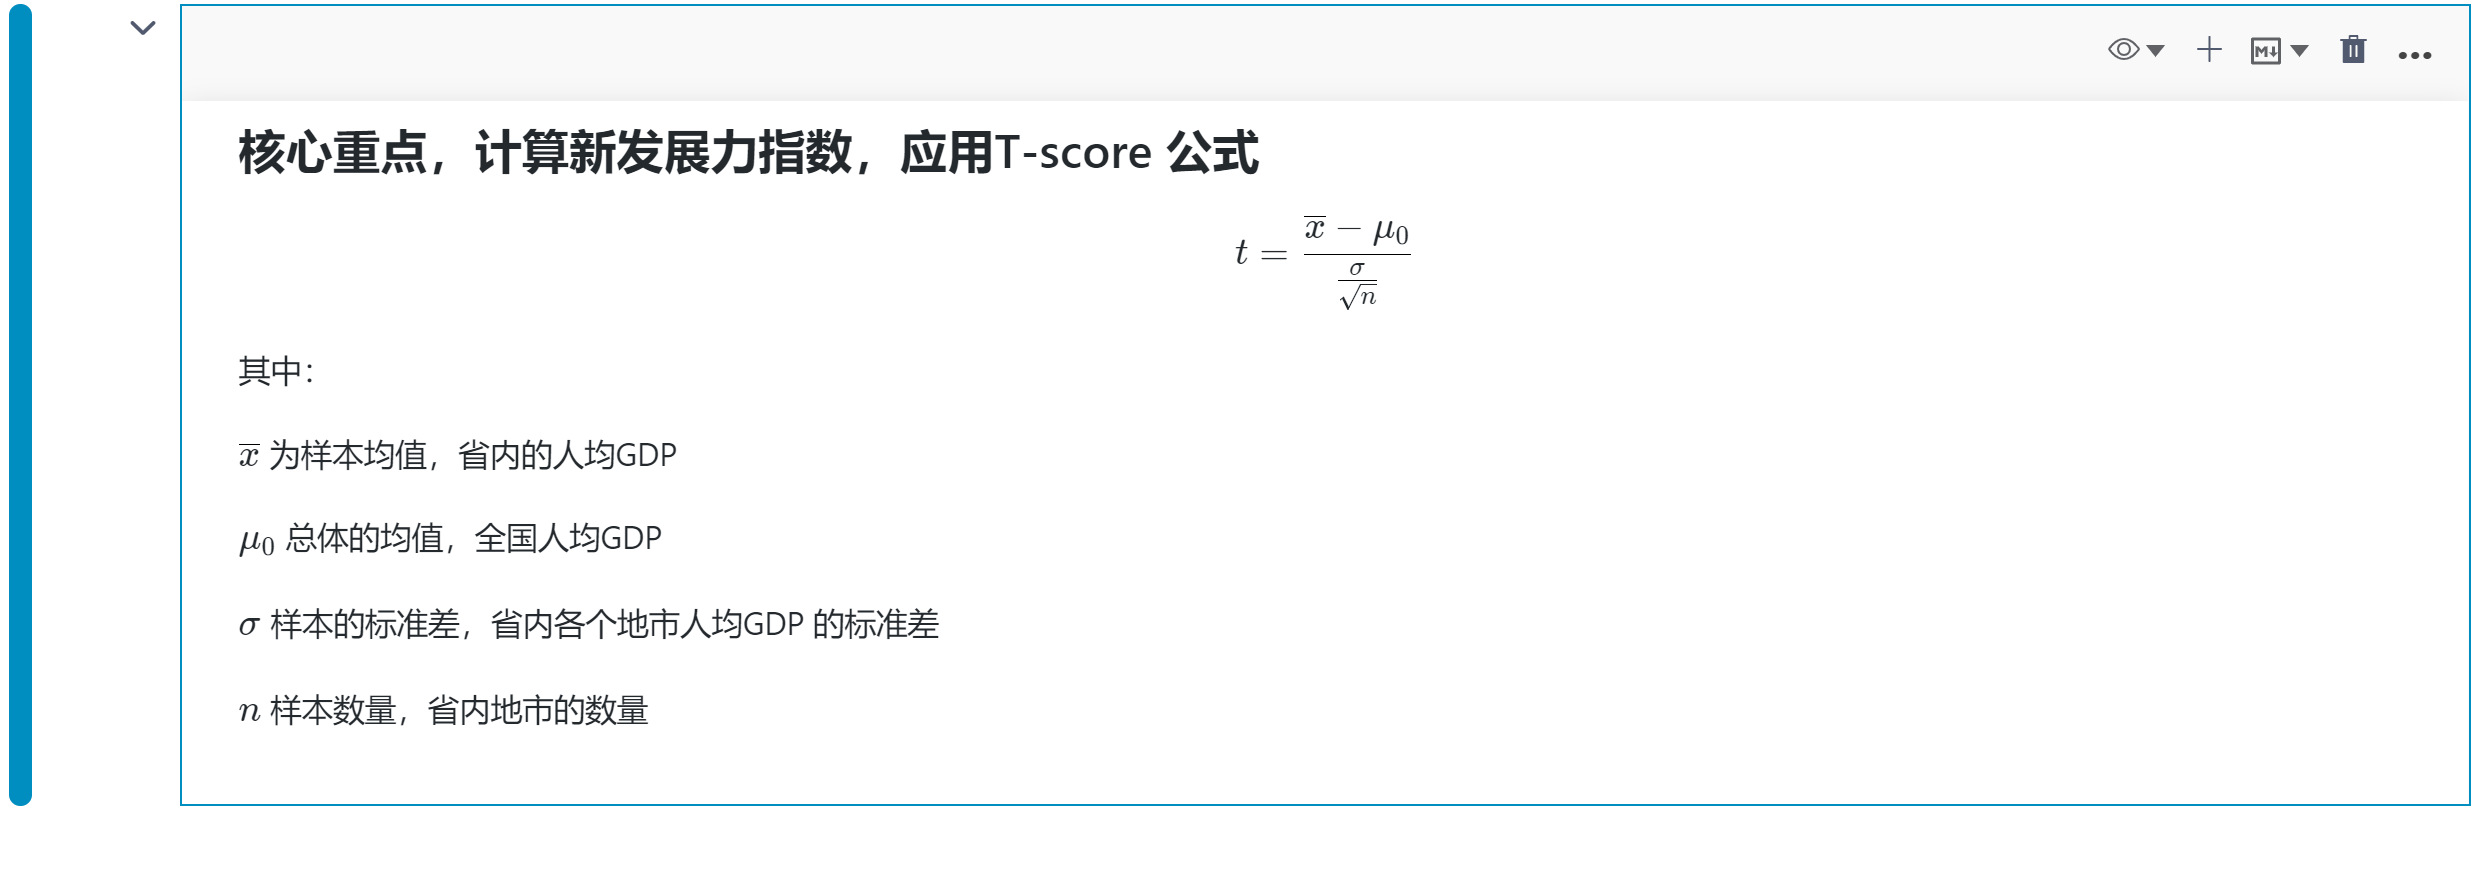 核心重点，计算新发展力指数，应用T-score 公式
$t = \frac{\overline{x} - \mu_0}{\frac{\sigma}{\sqrt{n}}}$
其中：
$\overline{x}$ 为样本均值，省内的人均GDP
$\mu_0$ 总体的均值，全国人均GDP
$\sigma$ 样本的标准差，省内各个地市人均GDP 的标准差
$n$ 样本数量，省内地市的数量